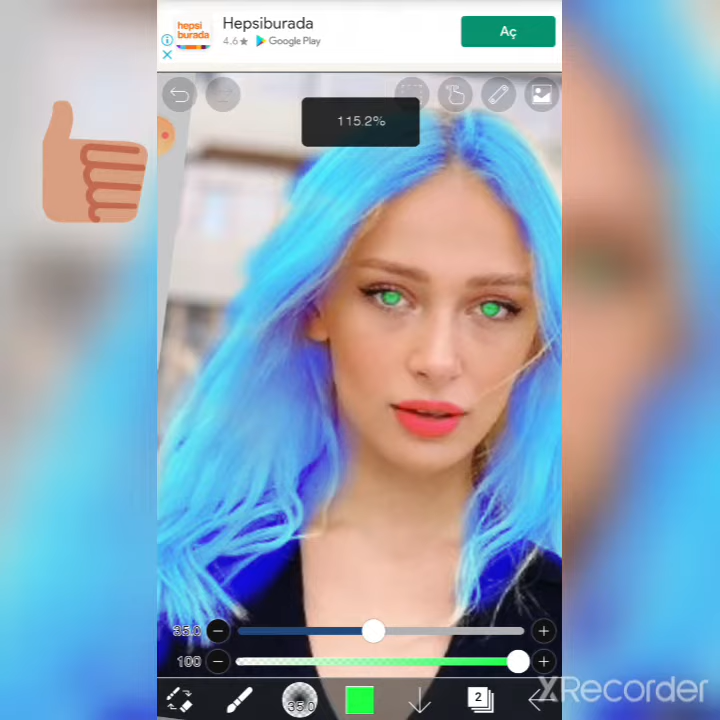 Hepsiburada
hepsi
burada
4.6★ Google Play
Aç
115.2%
35.0
100
35.0
2
XRecorder